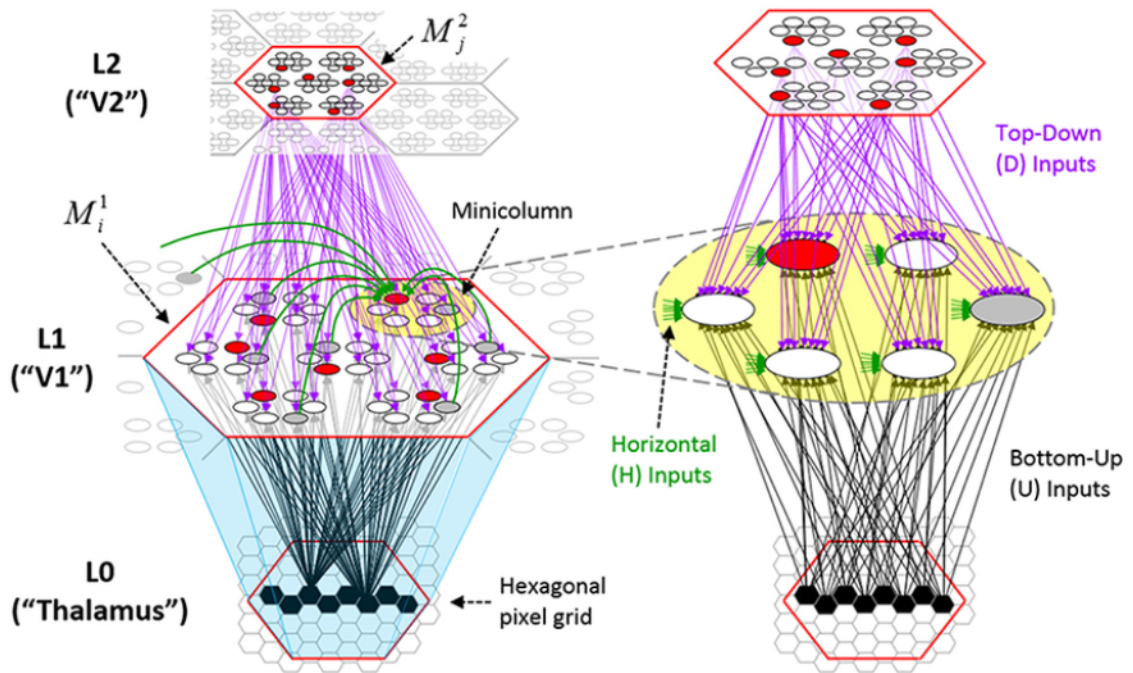 L2
(“V2”)
M_j^2
Top-Down
(D) Inputs
M_i^1
Minicolumn
L1
(“V1”)
Horizontal
(H) Inputs
Bottom-Up
(U) Inputs
L0
(“Thalamus”)
Hexagonal
pixel grid